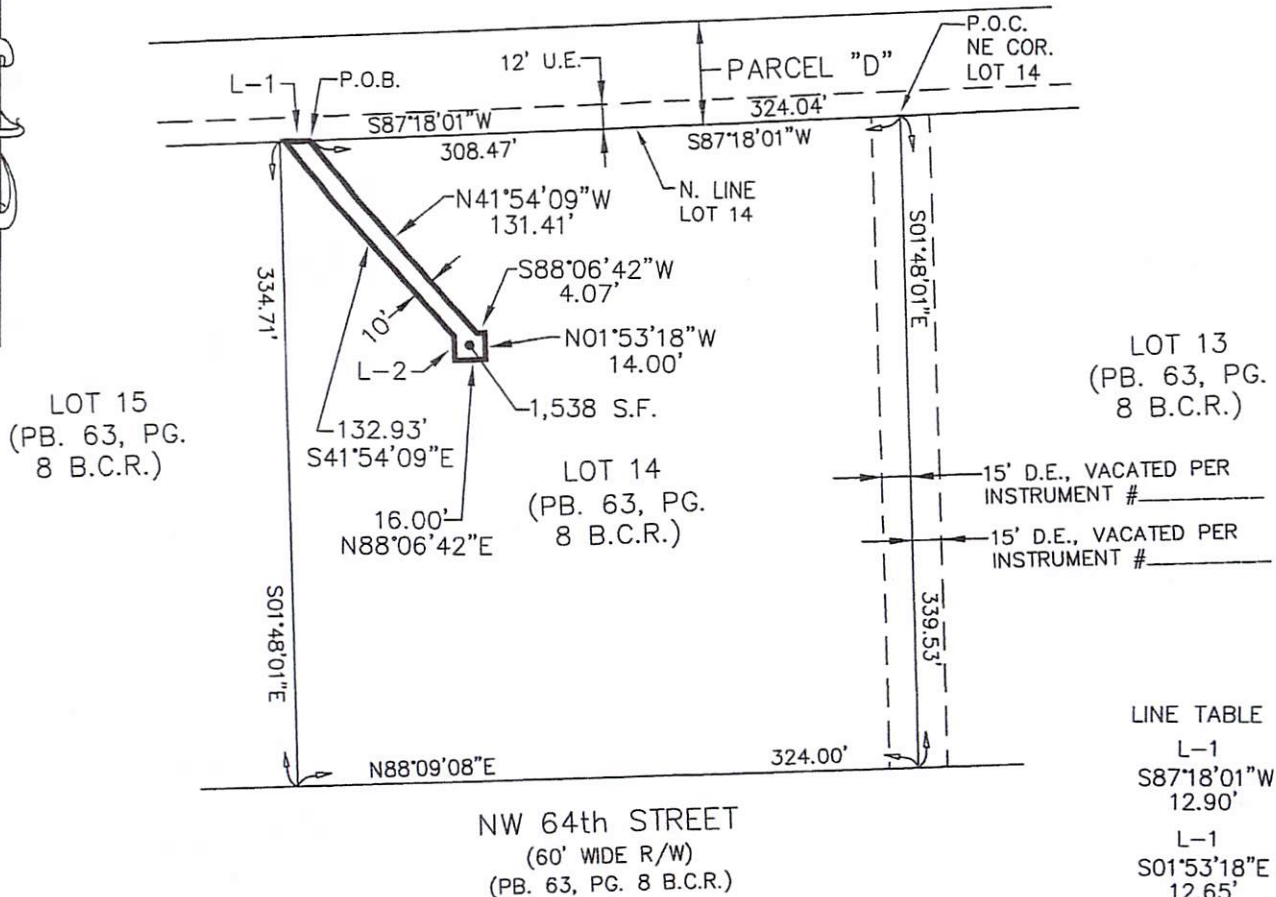 P.O.C.
NE COR.
LOT 14
12' U.E.
PARCEL "D"
L-1
P.O.B.
324.04'
S87°18'01"W
308.47'
S87°18'01"W
N. LINE
LOT 14
N41°54'09"W
131.41'
S01°48'01"E
334.71'
S88°06'42"W
4.07'
10'
N01°53'18"W
14.00'
LOT 13
(PB. 63, PG.
8 B.C.R.)
L-2
1,538 S.F.
LOT 15
(PB. 63, PG.
8 B.C.R.)
132.93'
S41°54'09"E
LOT 14
(PB. 63, PG.
8 B.C.R.)
15' D.E., VACATED PER
INSTRUMENT #
16.00'
N88°06'42"E
15' D.E., VACATED PER
INSTRUMENT #
S01°48'01"E
339.53'
N88°09'08"E
324.00'
NW 64th STREET
(60' WIDE R/W)
(PB. 63, PG. 8 B.C.R.)
LINE TABLE
L-1
S87°18'01"W
12.90'
L-1
S01°53'18"E
12.65'